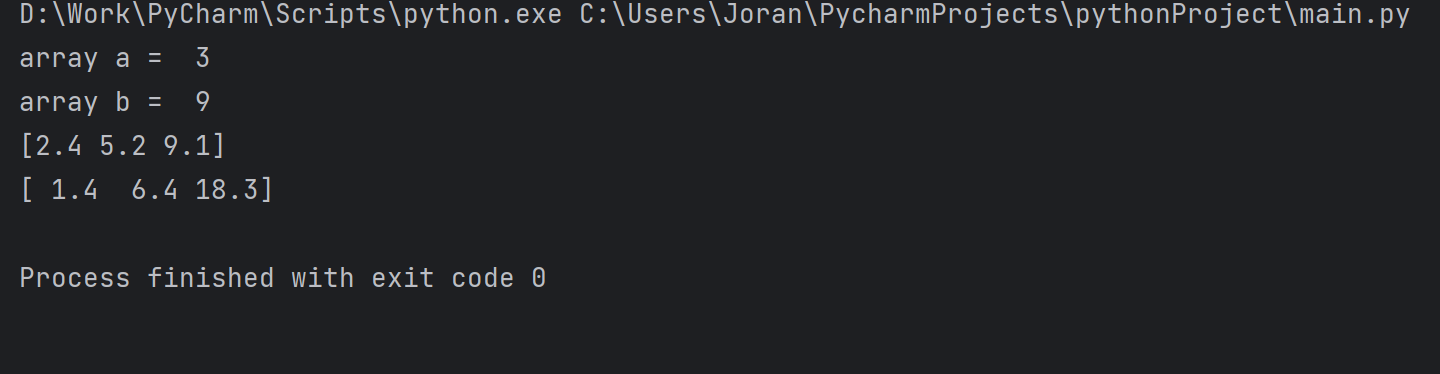 D:\Work\PyCharm\Scripts\python.exe C:\Users\Joran\PycharmProjects\pythonProject\main.py
array a =  3
array b =  9
[2.4 5.2 9.1]
[ 1.4  6.4 18.3]
Process finished with exit code 0